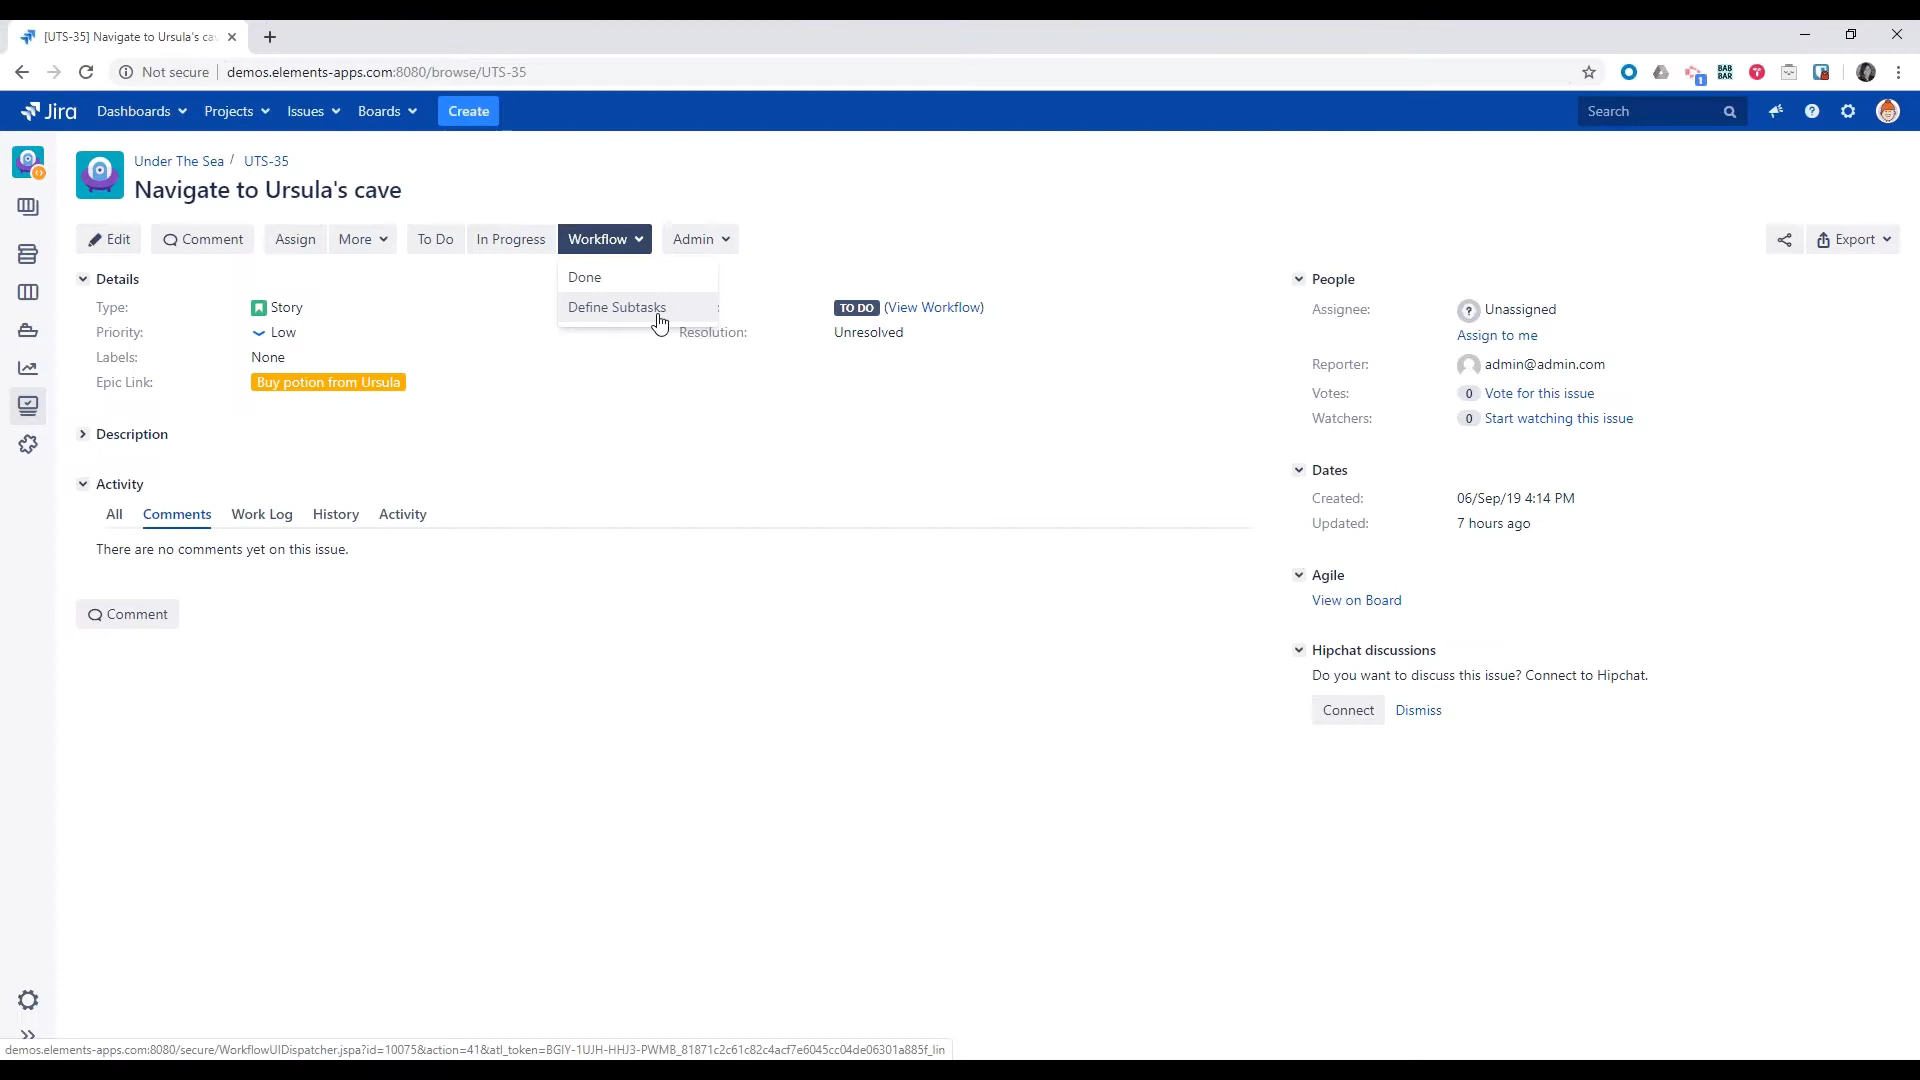 [UTS-35] Navigate to Ursula's ca
Not secure
demos.elements-apps.com:8080/browse/UTS-35
1
BAB
BAR
Jira
Dashboards
Projects
Issues
Boards
Create
Search
Under The Sea / UTS-35
Navigate to Ursula's cave
Edit
Comment
Assign
More
To Do
In Progress
Workflow
Admin
Export
Done
Define Subtasks
Details
Type:
Story
:
TO DO (View Workflow)
Priority:
Low
Resolution:
Unresolved
Labels:
None
Epic Link:
Buy potion from Ursula
Description
Activity
All
Comments
Work Log
History
Activity
There are no comments yet on this issue.
Comment
People
Assignee:
Unassigned
Assign to me
Reporter:
admin@admin.com
Votes:
0 Vote for this issue
Watchers:
0 Start watching this issue
Dates
Created:
06/Sep/19 4:14 PM
Updated:
7 hours ago
Agile
View on Board
Hipchat discussions
Do you want to discuss this issue? Connect to Hipchat.
Connect
Dismiss
demos.elements-apps.com:8080/secure/WorkflowUIDispatcher.jspa?id=10075&action=41&atl_token=BGIY-1UJH-HHJ3-PWMB_81871c2c61c82c4acf7e6045cc04de06301a885f_lin